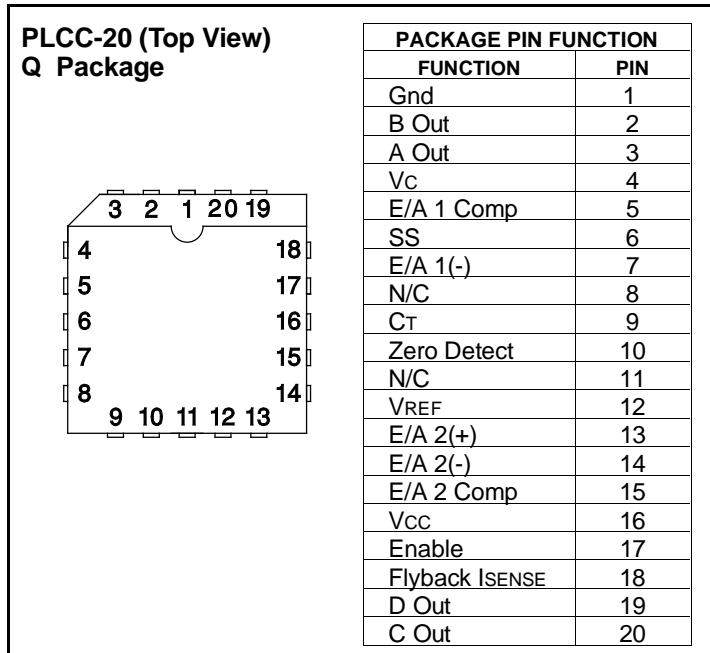 PLCC-20 (Top View)
Q Package
3 2 1 20 19
4 18
5 17
6 16
7 15
8 14
9 10 11 12 13
PACKAGE PIN FUNCTION
FUNCTION PIN
Gnd 1
B Out 2
A Out 3
VC 4
E/A 1 Comp 5
SS 6
E/A 1(-) 7
N/C 8
CT 9
Zero Detect 10
N/C 11
VREF 12
E/A 2(+) 13
E/A 2(-) 14
E/A 2 Comp 15
VCC 16
Enable 17
Flyback ISENSE 18
D Out 19
C Out 20